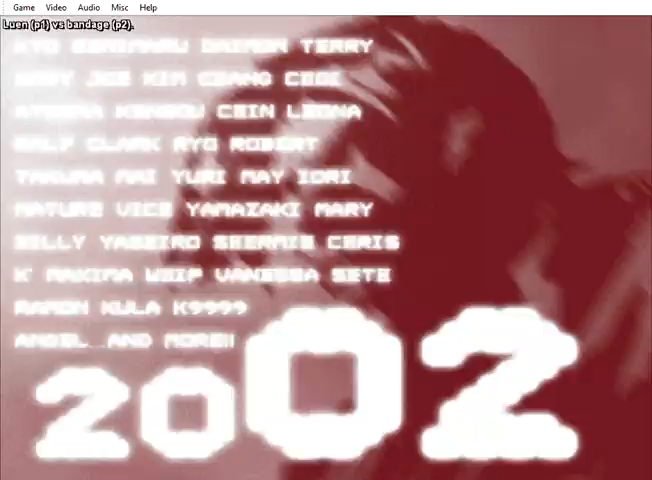 Game Video Audio Misc Help
Luen (p1) vs bandage (p2).
KYO BENIMARU DAIMON TERRY
ANDY JOE KIM CHANG CHOI
ATHENA KENSOU CHIN LEONA
RALF CLARK RYO ROBERT
TAKUMA MAI YURI MAY IORI
MATURE VICE YAMAZAKI MARY
BILLY YASHIRO SHERMIE CHRIS
K' MAXIMA WHIP VANESSA SETH
RAMON KULA K9999
ANGEL...AND MORE!!
2002